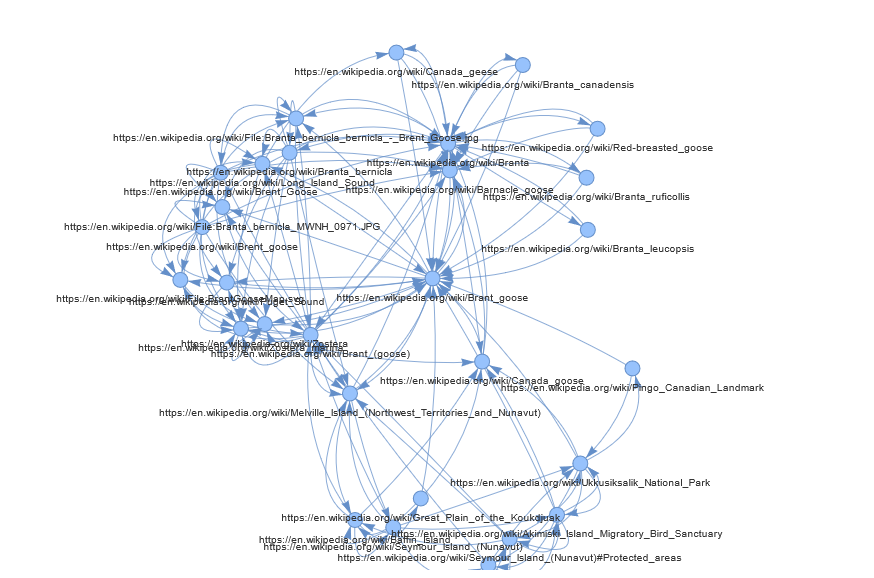 https://en.wikipedia.org/wiki/Canada_geese
https://en.wikipedia.org/wiki/Branta_canadensis
https://en.wikipedia.org/wiki/File:Branta_bernicla_bernicla_-_Brent_Goose.jpg
https://en.wikipedia.org/wiki/Red-breasted_goose
https://en.wikipedia.org/wiki/Branta
https://en.wikipedia.org/wiki/Branta_bernicla
https://en.wikipedia.org/wiki/Long_Island_Sound
https://en.wikipedia.org/wiki/Barnacle_goose
https://en.wikipedia.org/wiki/Brent_Goose
https://en.wikipedia.org/wiki/Branta_ruficollis
https://en.wikipedia.org/wiki/File:Branta_bernicla_MWNH_0971.JPG
https://en.wikipedia.org/wiki/Brent_goose
https://en.wikipedia.org/wiki/Branta_leucopsis
https://en.wikipedia.org/wiki/File:BrentGooseMap.svg
https://en.wikipedia.org/wiki/Brant_goose
https://en.wikipedia.org/wiki/Puget_Sound
https://en.wikipedia.org/wiki/Zostera
https://en.wikipedia.org/wiki/Zostera_marina
https://en.wikipedia.org/wiki/Brant_(goose)
https://en.wikipedia.org/wiki/Canada_goose
https://en.wikipedia.org/wiki/Pingo_Canadian_Landmark
https://en.wikipedia.org/wiki/Melville_Island_(Northwest_Territories_and_Nunavut)
https://en.wikipedia.org/wiki/Ukkusiksalik_National_Park
https://en.wikipedia.org/wiki/Great_Plain_of_the_Koukdjuak
https://en.wikipedia.org/wiki/Akimiski_Island_Migratory_Bird_Sanctuary
https://en.wikipedia.org/wiki/Baffin_Island
https://en.wikipedia.org/wiki/Seymour_Island_(Nunavut)
https://en.wikipedia.org/wiki/Seymour_Island_(Nunavut)#Protected_areas